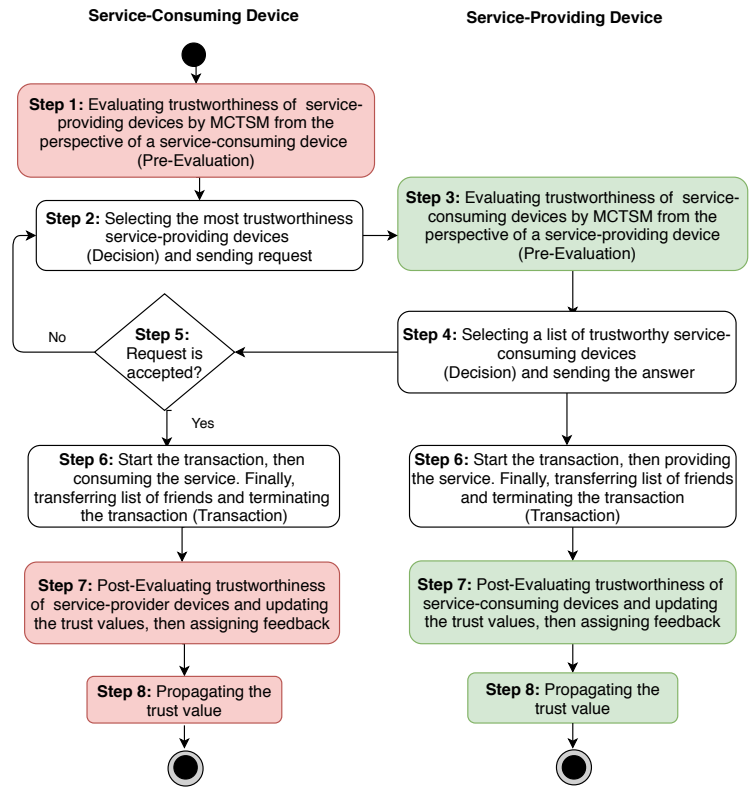 Service-Consuming Device
Service-Providing Device
Step 1: Evaluating trustworthiness of service-
providing devices by MCTSM from the
perspective of a service-consuming device
(Pre-Evaluation)
Step 2: Selecting the most trustworthiness
service-providing devices
(Decision) and sending request
Step 3: Evaluating trustworthiness of service-
consuming devices by MCTSM from the
perspective of a service-providing device
(Pre-Evaluation)
Step 4: Selecting a list of trustworthy service-
consuming devices
(Decision) and sending the answer
Step 5:
Request is
accepted?
No
Yes
Step 6: Start the transaction, then
consuming the service. Finally,
transferring list of friends and terminating
the transaction (Transaction)
Step 6: Start the transaction, then providing
the service. Finally, transferring list of friends
and terminating the transaction
(Transaction)
Step 7: Post-Evaluating trustworthiness
of service-provider devices and updating
the trust values, then assigning feedback
Step 7: Post-Evaluating trustworthiness of
service-consuming devices and updating
the trust values, then assigning feedback
Step 8: Propagating the
trust value
Step 8: Propagating the
trust value